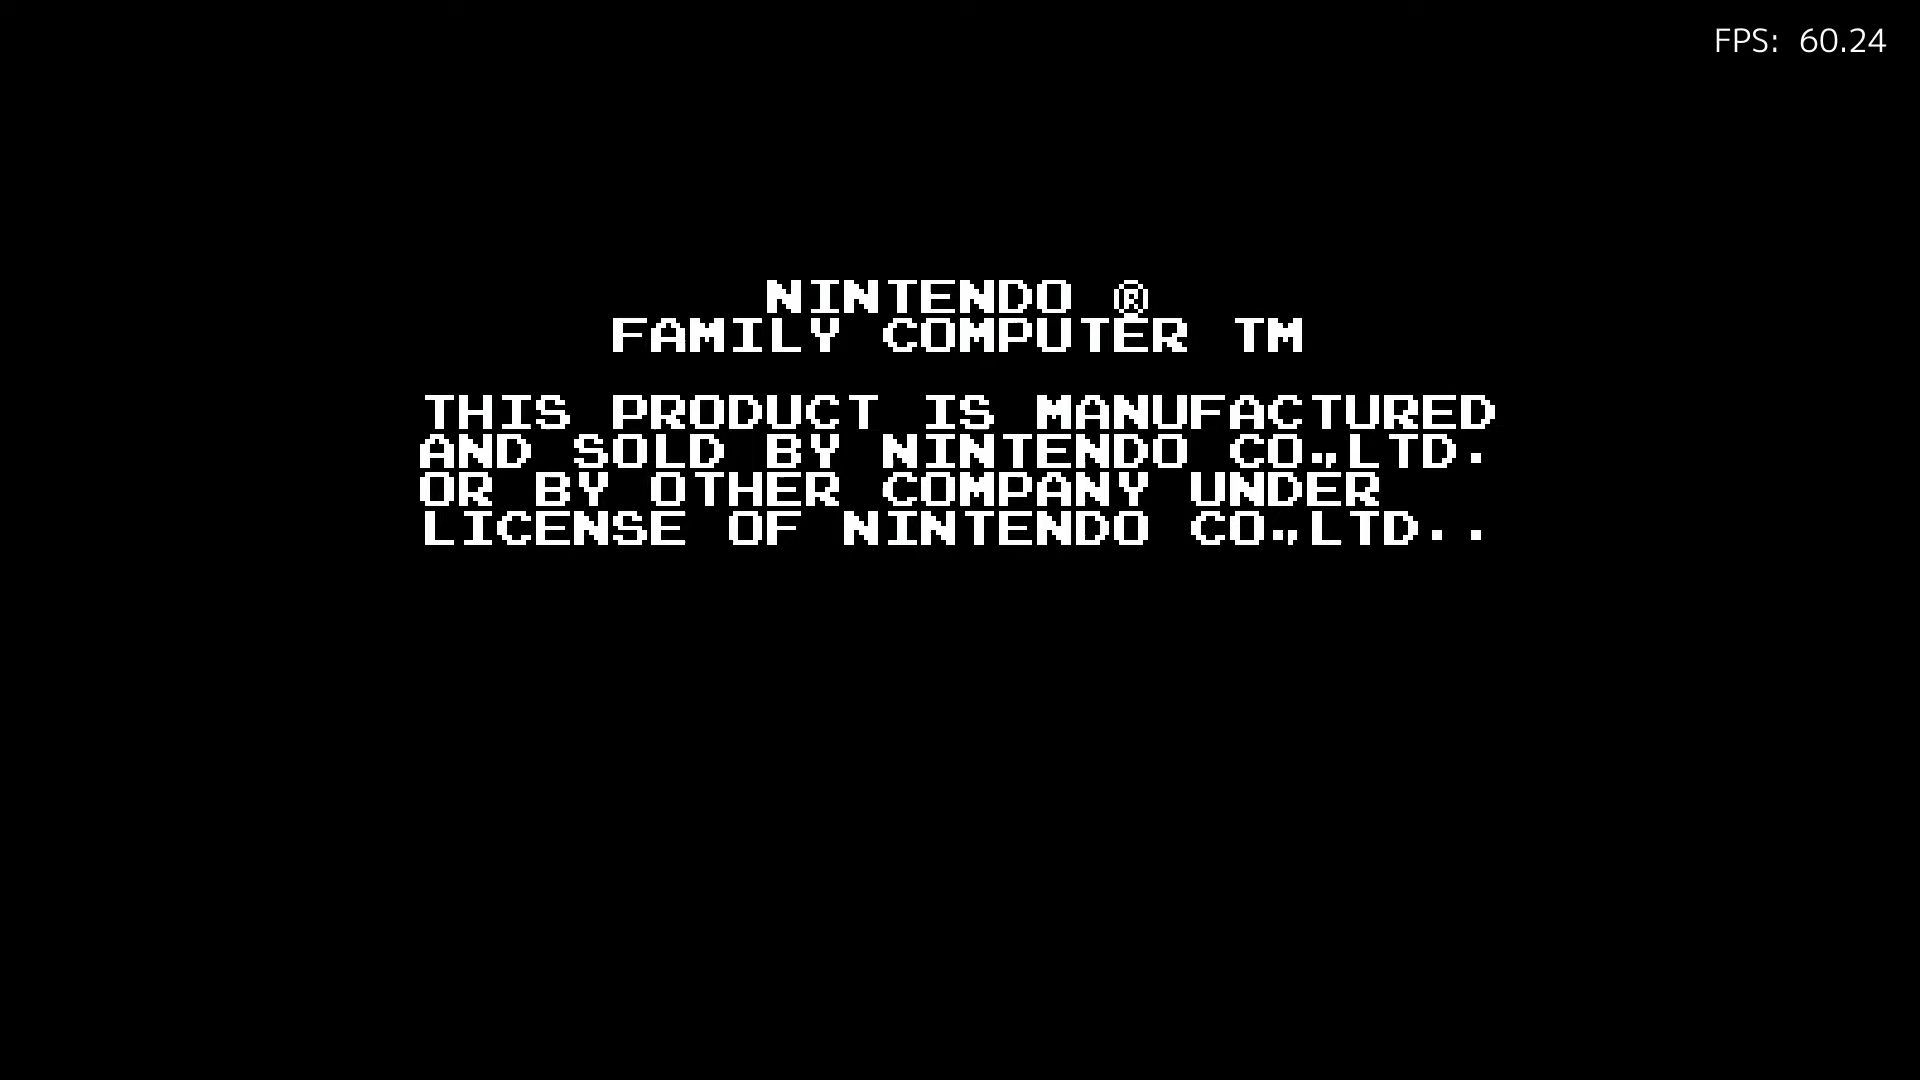 FPS: 60.24
NINTENDO ®
FAMILY COMPUTER TM
THIS PRODUCT IS MANUFACTURED
AND SOLD BY NINTENDO CO.,LTD.
OR BY OTHER COMPANY UNDER
LICENSE OF NINTENDO CO.,LTD..